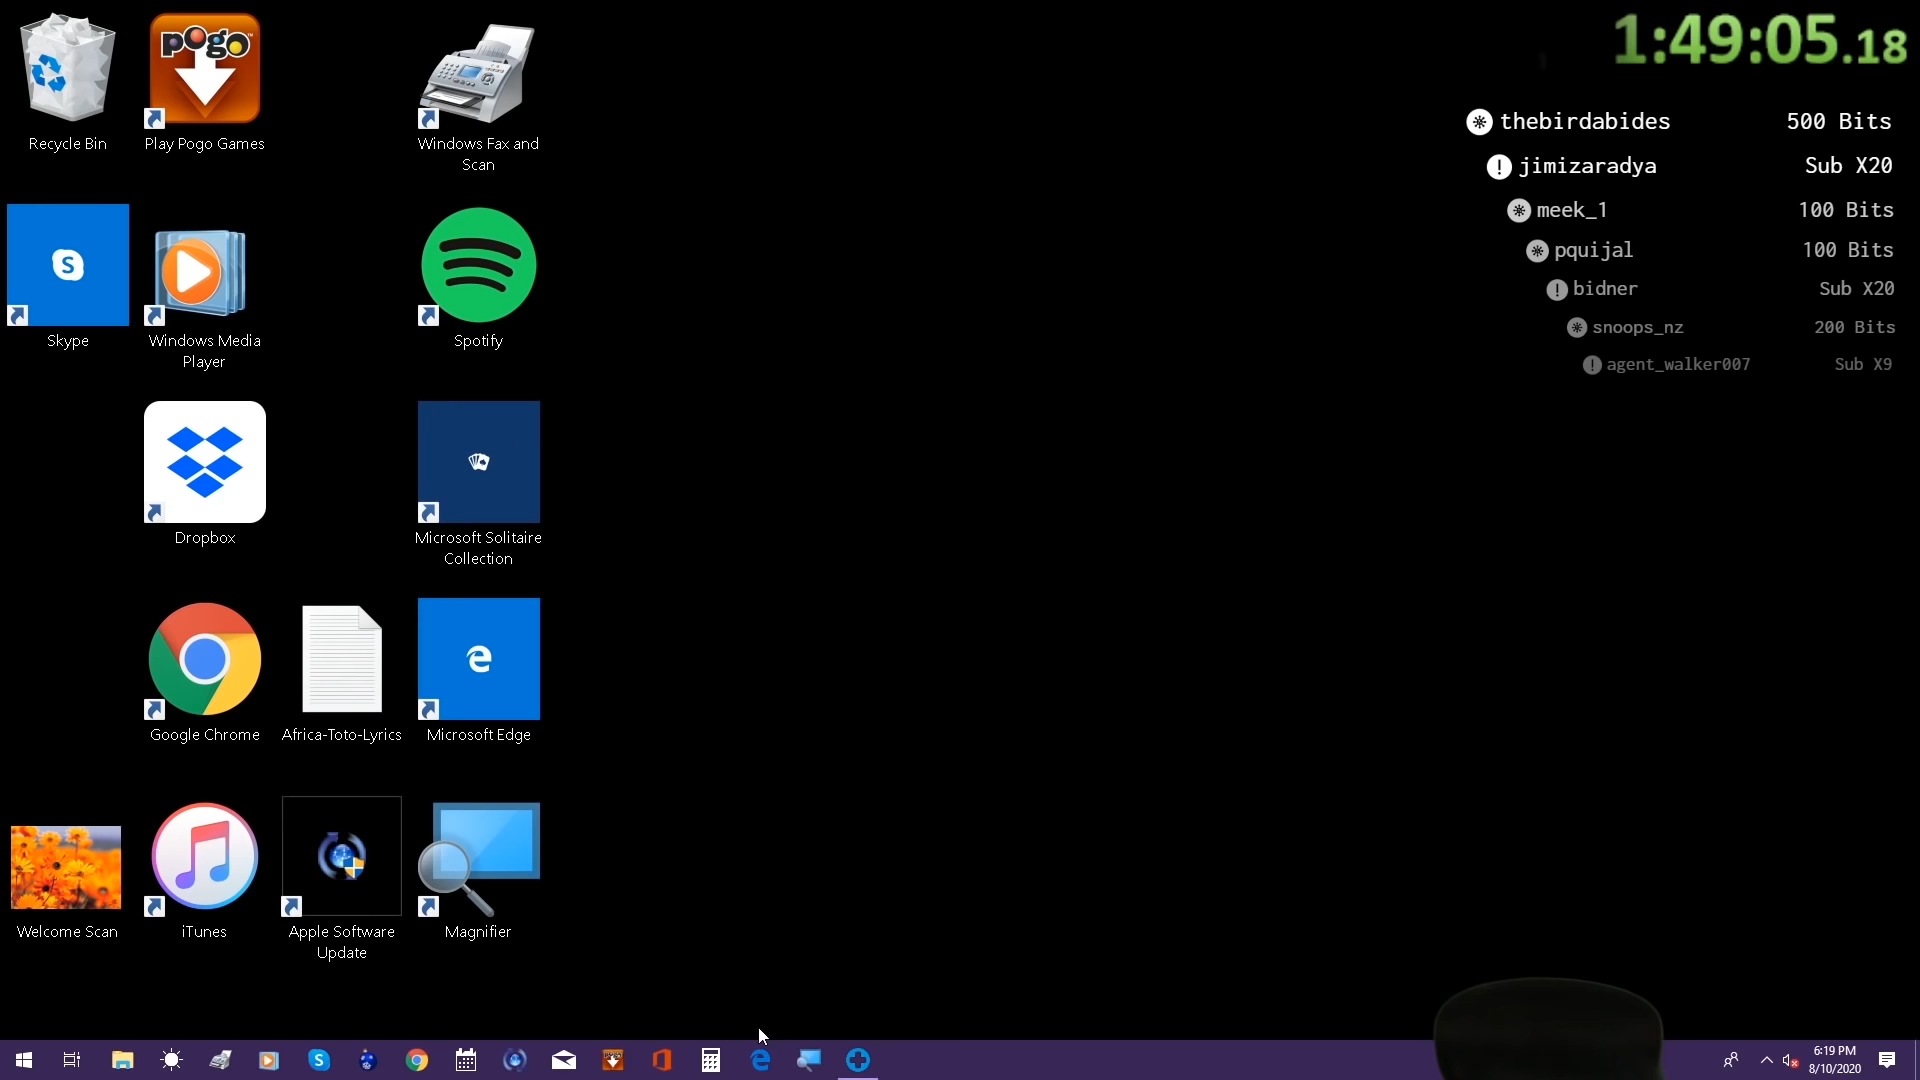 1:49:05.18
thebirdabides 500 Bits
jimizaradya Sub X20
meek_1 100 Bits
pquijal 100 Bits
bidner Sub X20
snoops_nz 200 Bits
agent_walker007 Sub X9
pogo
Recycle Bin
Play Pogo Games
Windows Fax and
Scan
Skype
Windows Media
Player
Spotify
Dropbox
Microsoft Solitaire
Collection
Google Chrome
Africa-Toto-Lyrics
Microsoft Edge
Welcome Scan
iTunes
Apple Software
Update
Magnifier
6:19 PM
8/10/2020